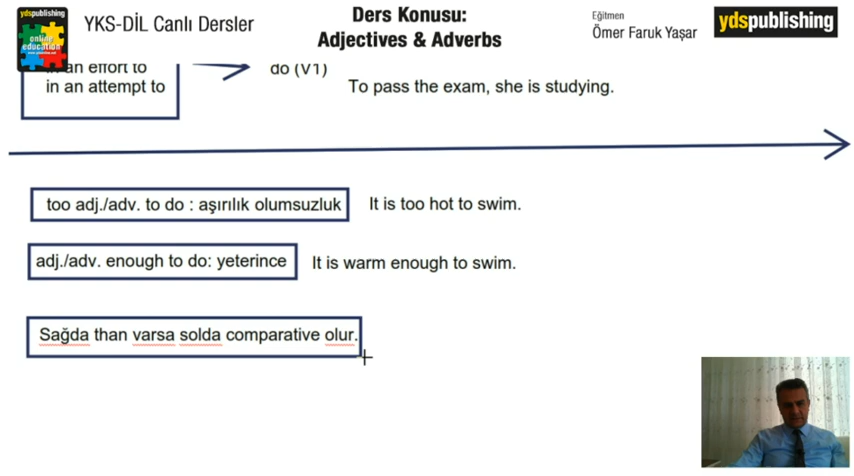 ydspublishing
online
education
YKS-DİL Canlı Dersler
Ders Konusu:
Adjectives & Adverbs
Eğitmen
Ömer Faruk Yaşar
ydspublishing
in an effort to
in an attempt to
do (V1)
To pass the exam, she is studying.
too adj./adv. to do : aşırılık olumsuzluk
It is too hot to swim.
adj./adv. enough to do: yeterince
It is warm enough to swim.
Sağda than varsa solda comparative olur.